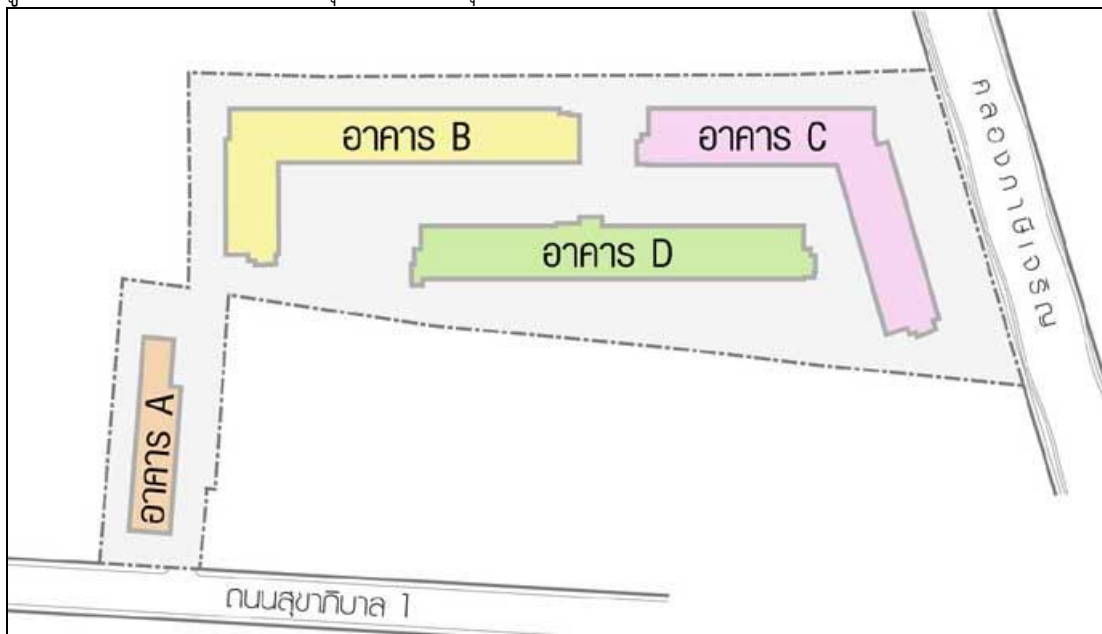 อาคาร B
อาคาร C
คลองภาษีเจริญ
อาคาร D
อาคาร A
ถนนสุขาภิบาล 1